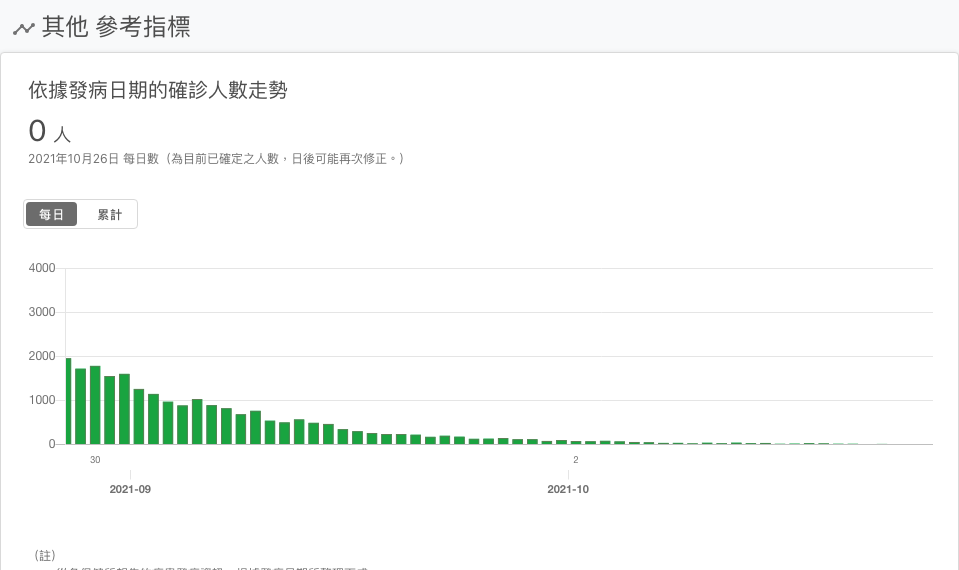 其他 參考指標
依據發病日期的確診人數走勢
0 人
2021年10月26日 每日數（為目前已確定之人數，日後可能再次修正。）
每日 累計
4000
3000
2000
1000
0
30 2
2021-09 2021-10
（註）